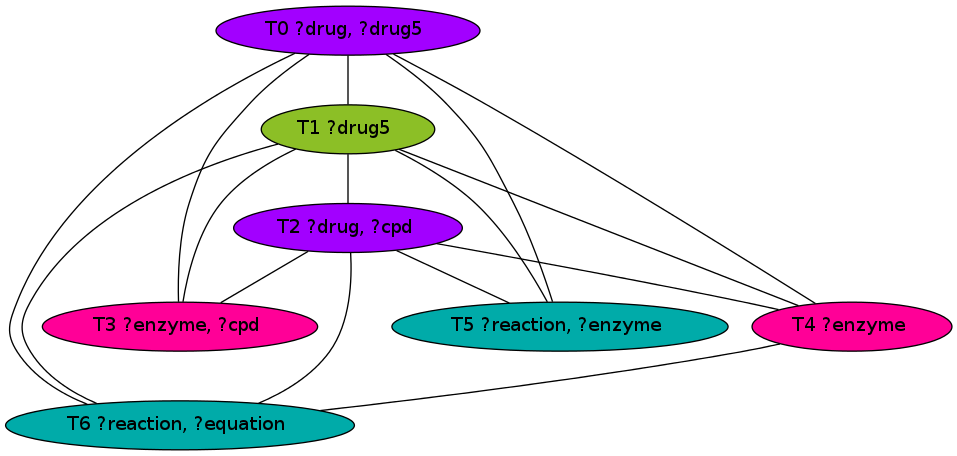 T0 ?drug, ?drug5
T1 ?drug5
T2 ?drug, ?cpd
T3 ?enzyme, ?cpd
T5 ?reaction, ?enzyme
T4 ?enzyme
T6 ?reaction, ?equation